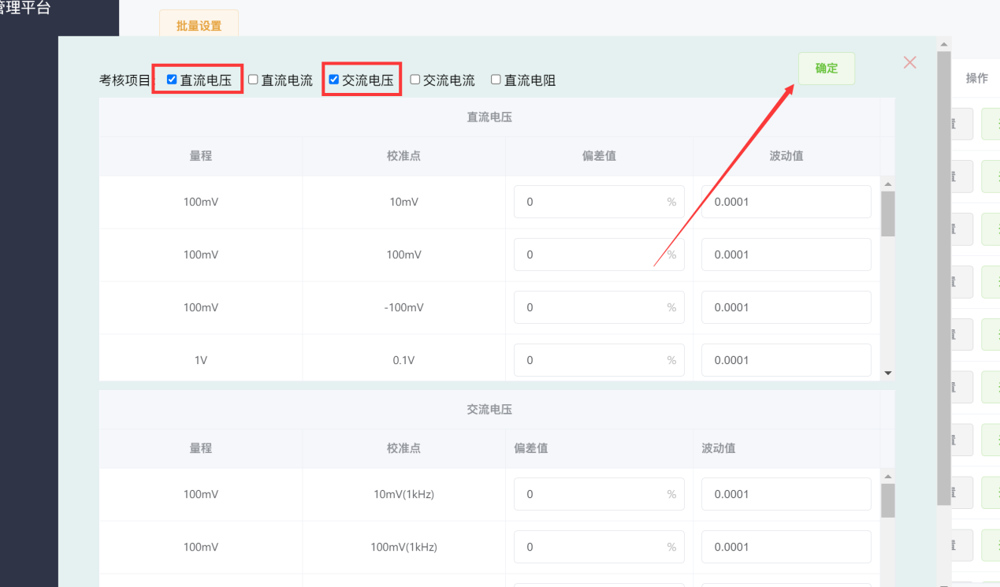 管理平台
批量设置
考核项目: 直流电压 直流电流 交流电压 交流电流 直流电阻
确定
操作
直流电压
量程 校准点 偏差值 波动值
100mV 10mV 0 % 0.0001
100mV 100mV 0 % 0.0001
100mV -100mV 0 % 0.0001
1V 0.1V 0 % 0.0001
交流电压
量程 校准点 偏差值 波动值
100mV 10mV(1kHz) 0 % 0.0001
100mV 100mV(1kHz) 0 % 0.0001